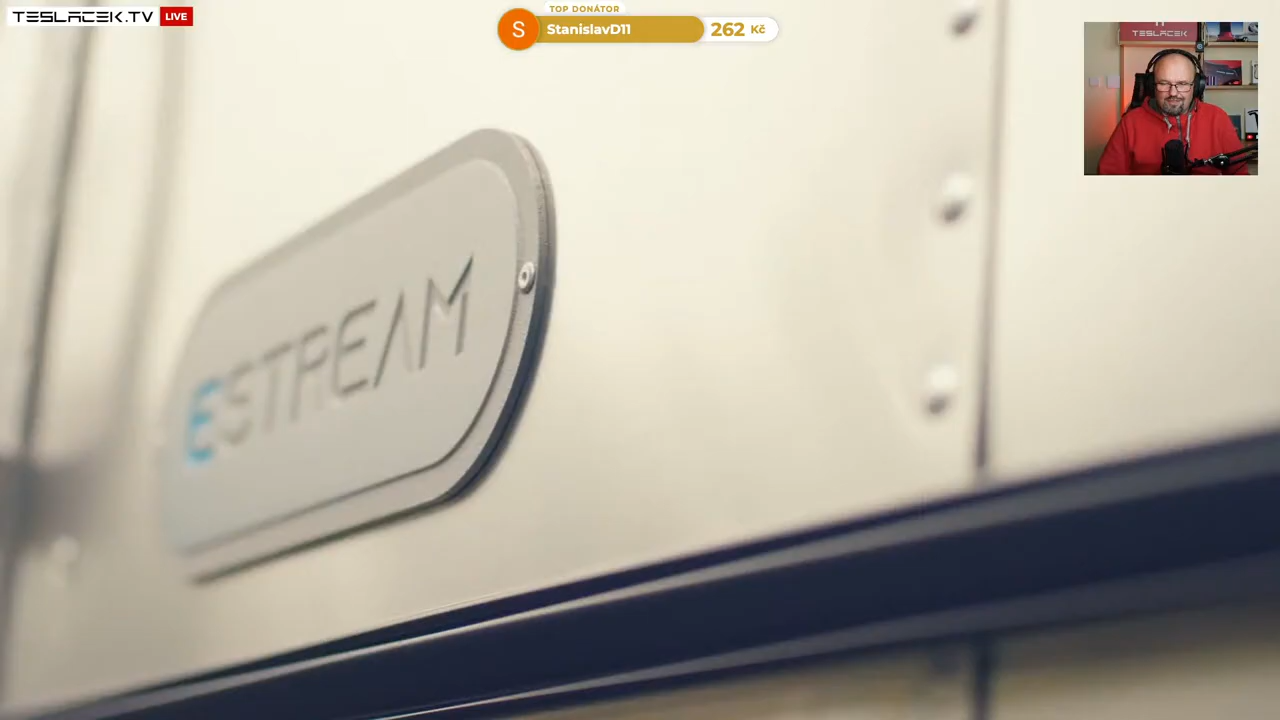 TESLACEK.TV LIVE
TOP DONÁTOR
S StanislavD11 262 Kč
TESLACEK
ESTREAM